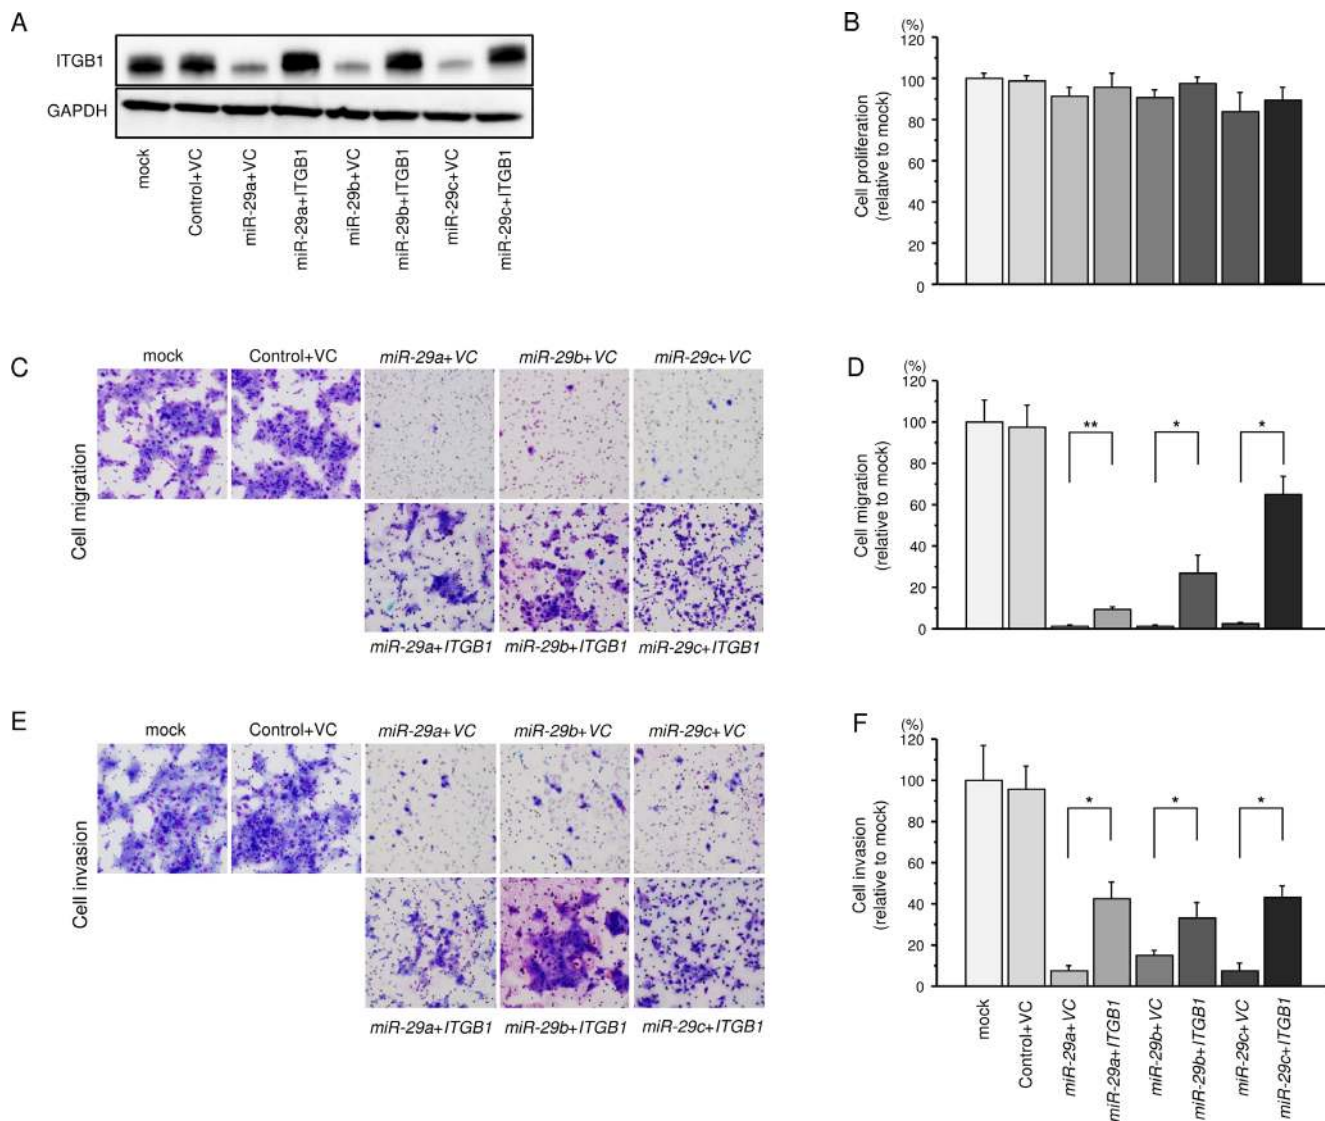 A
ITGB1
GAPDH
mock
Control+VC
miR-29a+VC
miR-29a+ITGB1
miR-29b+VC
miR-29b+ITGB1
miR-29c+VC
miR-29c+ITGB1
B
(%)
120
100
80
60
40
20
0
Cell proliferation
(relative to mock)
C
mock
Control+VC
miR-29a+VC
miR-29b+VC
miR-29c+VC
Cell migration
miR-29a+ITGB1
miR-29b+ITGB1
miR-29c+ITGB1
D
(%)
120
100
80
60
40
20
0
Cell migration
(relative to mock)
**
*
*
E
mock
Control+VC
miR-29a+VC
miR-29b+VC
miR-29c+VC
Cell invasion
miR-29a+ITGB1
miR-29b+ITGB1
miR-29c+ITGB1
F
(%)
120
100
80
60
40
20
0
Cell invasion
(relative to mock)
*
*
*
mock
Control+VC
miR-29a+VC
miR-29a+ITGB1
miR-29b+VC
miR-29b+ITGB1
miR-29c+VC
miR-29c+ITGB1